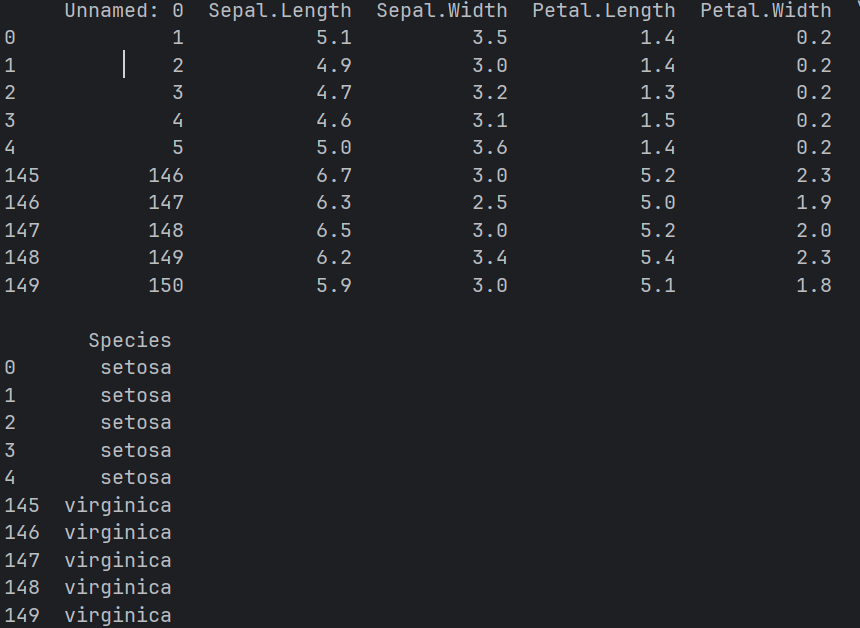 Unnamed: 0  Sepal.Length  Sepal.Width  Petal.Length  Petal.Width
0             1           5.1          3.5           1.4          0.2
1             2           4.9          3.0           1.4          0.2
2             3           4.7          3.2           1.3          0.2
3             4           4.6          3.1           1.5          0.2
4             5           5.0          3.6           1.4          0.2
145         146           6.7          3.0           5.2          2.3
146         147           6.3          2.5           5.0          1.9
147         148           6.5          3.0           5.2          2.0
148         149           6.2          3.4           5.4          2.3
149         150           5.9          3.0           5.1          1.8
Species
0       setosa
1       setosa
2       setosa
3       setosa
4       setosa
145  virginica
146  virginica
147  virginica
148  virginica
149  virginica